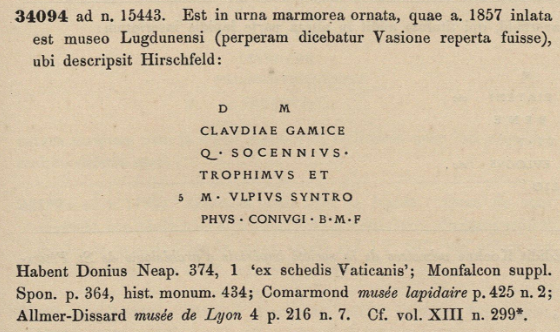 34094 ad n. 15443. Est in urna marmorea ornata, quae a. 1857 inlata
est museo Lugdunensi (perperam dicebatur Vasione reperta fuisse),
ubi descripsit Hirschfeld:
D M
CLAVDIAE GAMICE
Q · SOCENNIVS ·
TROPHIMVS ET
5 M · VLPIVS SYNTRO
PHVS · CONIVGI · B · M · F
Habent Donius Neap. 374, 1 'ex schedis Vaticanis'; Monfalcon suppl.
Spon. p. 364, hist. monum. 434; Comarmond musée lapidaire p. 425 n. 2;
Allmer-Dissard musée de Lyon 4 p. 216 n. 7. Cf. vol. XIII n. 299*.